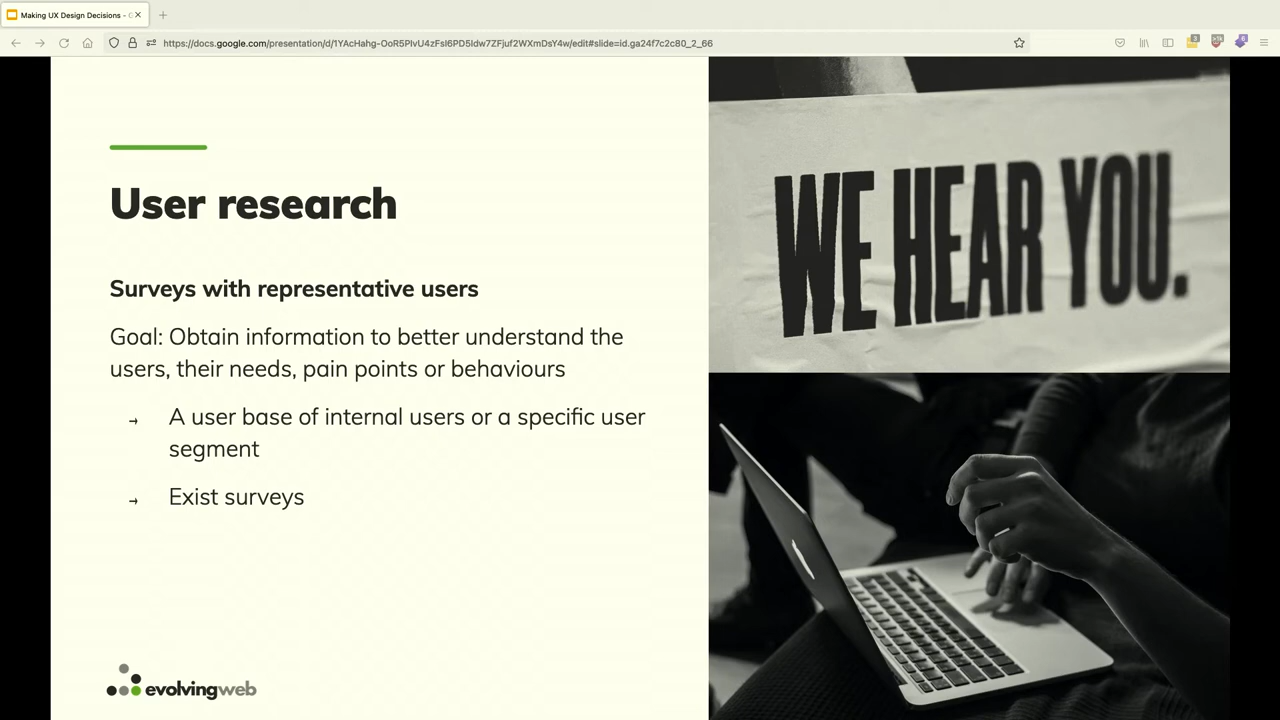 Making UX Design Decisions - C
https://docs.google.com/presentation/d/1YAcHahg-OoR5PIvU4zFsI6PD5Idw7ZFjuf2WXmDsY4w/edit#slide=id.ga24f7c2c80_2_66
User research
Surveys with representative users
Goal: Obtain information to better understand the
users, their needs, pain points or behaviours
→ A user base of internal users or a specific user
segment
→ Exist surveys
evolvingweb
WE HEAR YOU.